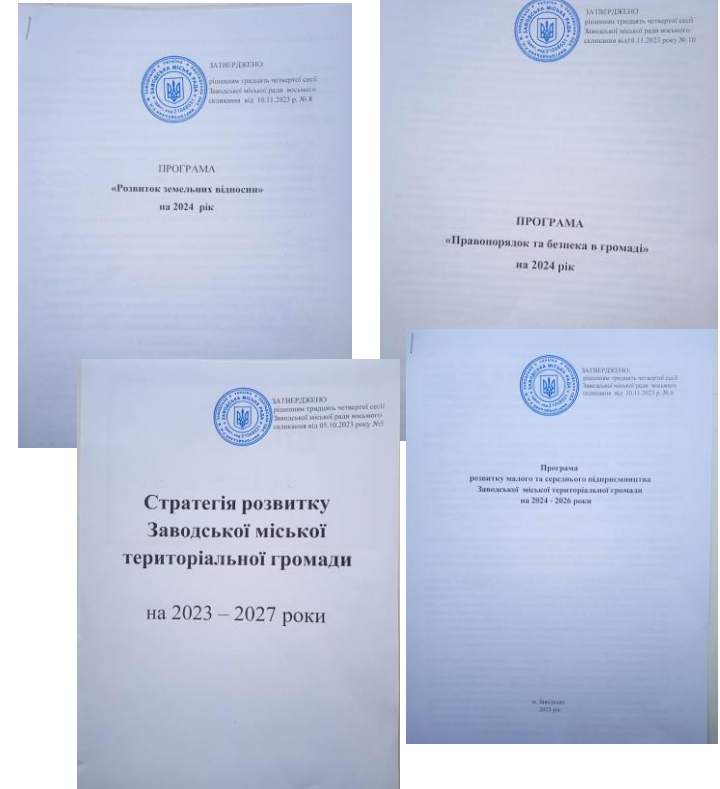 ЗАТВЕРДЖЕНО:
рішенням тридцять четвертої сесії
Заводської міської ради восьмого
скликання від 10.11.2023 р. № 8
ПРОГРАМА
«Розвиток земельних відносин»
на 2024 рік
ЗАТВЕРДЖЕНО
рішенням тридцять четвертої сесії
Заводської міської ради восьмого
скликання від10.11.2023 року № 10
ПРОГРАМА
«Правопорядок та безпека в громаді»
на 2024 рік
ЗАТВЕРДЖЕНО
рішенням тридцять четвертої сесії
Заводської міської ради восьмого
скликання від 05.10.2023 року №5
Стратегія розвитку
Заводської міської
територіальної громади
на 2023 – 2027 роки
ЗАТВЕРДЖЕНО:
рішенням тридцять четвертої сесії
Заводської міської ради восьмого
скликання від 10.11.2023 р. № 6
Програма
розвитку малого та середнього підприємництва
Заводської міської територіальної громади
на 2024 - 2026 роки
м. Заводське
2023 рік